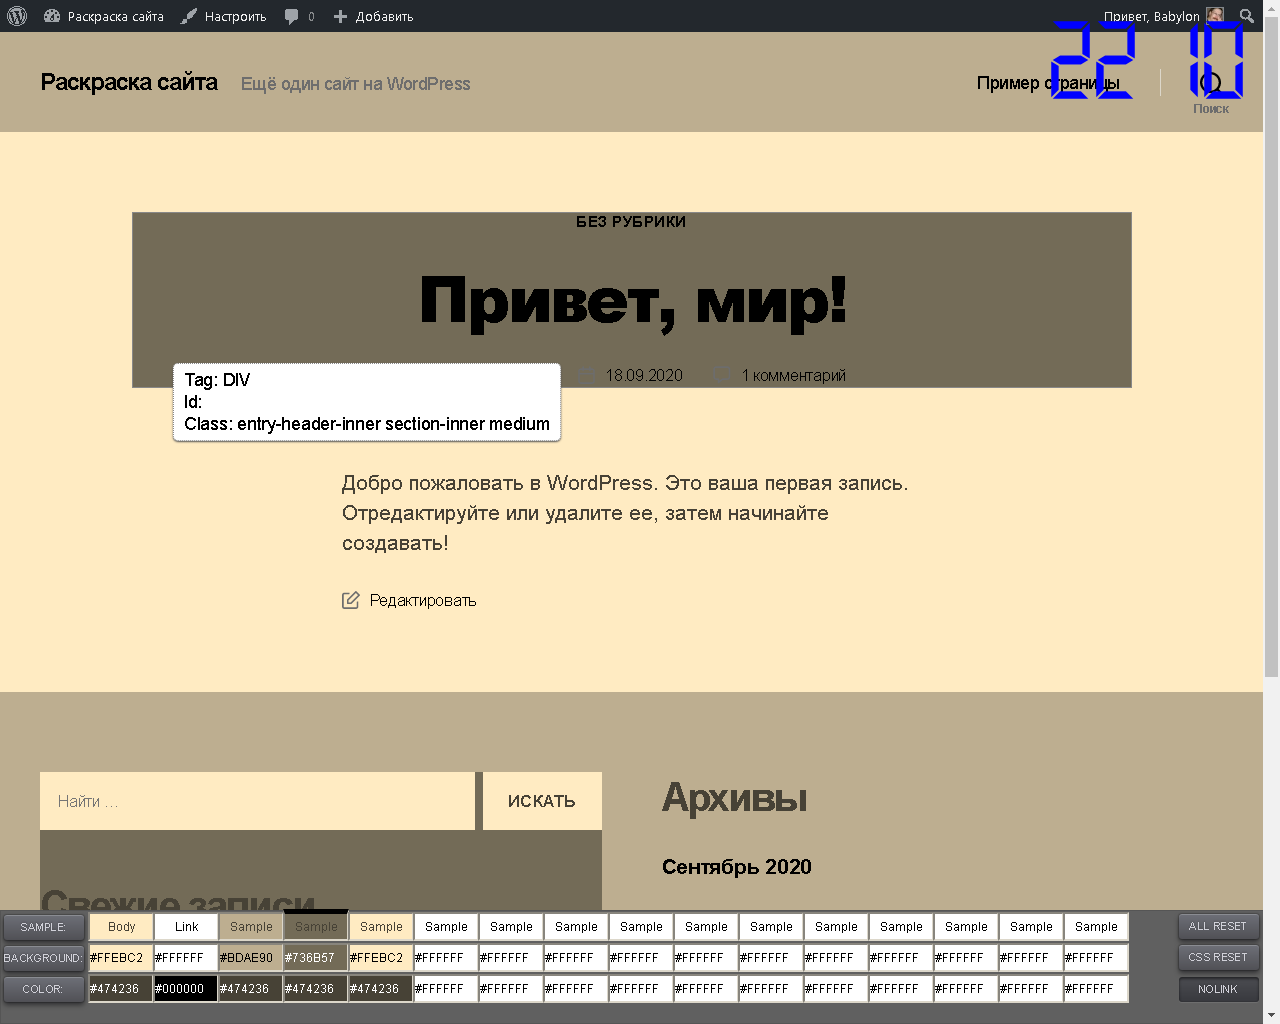 Раскраска сайта Настроить 0 Добавить Привет, Babylon
22 10
Раскраска сайта Ещё один сайт на WordPress Пример страницы
Поиск
БЕЗ РУБРИКИ
Привет, мир!
18.09.2020 1 комментарий
Tag: DIV
Id:
Class: entry-header-inner section-inner medium
Добро пожаловать в WordPress. Это ваша первая запись.
Отредактируйте или удалите ее, затем начинайте
создавать!
Редактировать
Найти … ИСКАТЬ
Архивы
Сентябрь 2020
Свежие записи
SAMPLE: Body Link Sample Sample Sample Sample Sample Sample Sample Sample Sample Sample Sample Sample Sample Sample ALL RESET
BACKGROUND: #FFEBC2 #FFFFFF #BDAE90 #736B57 #FFEBC2 #FFFFFF #FFFFFF #FFFFFF #FFFFFF #FFFFFF #FFFFFF #FFFFFF #FFFFFF #FFFFFF #FFFFFF #FFFFFF CSS RESET
COLOR: #474236 #000000 #474236 #474236 #474236 #FFFFFF #FFFFFF #FFFFFF #FFFFFF #FFFFFF #FFFFFF #FFFFFF #FFFFFF #FFFFFF #FFFFFF #FFFFFF NOLINK